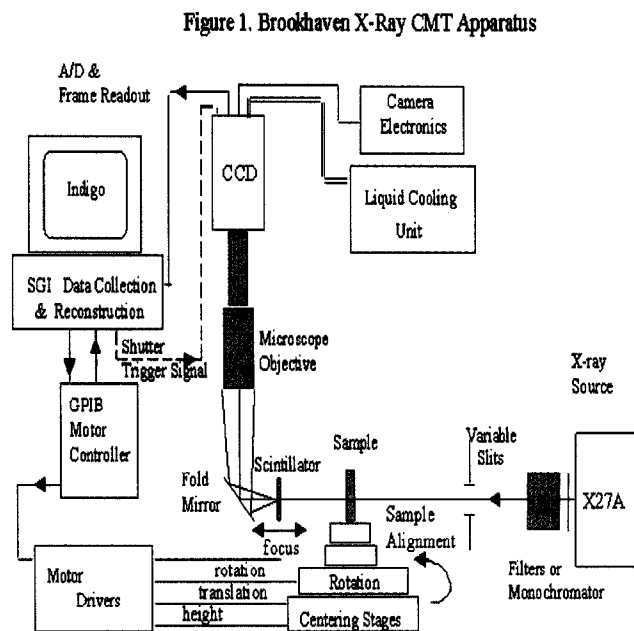 Figure 1. Brookhaven X-Ray CMT Apparatus
A/D &
Frame Readout
Camera
Electronics
CCD
Indigo
Liquid Cooling
Unit
SGI Data Collection
& Reconstruction
Shutter
Trigger Signal
Microscope
Objective
X-ray
Source
GPIB
Motor
Controller
Sample
Variable
Slits
Scintillator
Fold
Mirror
X27A
focus
Sample
Alignment
Filters or
Monochromator
Motor
Drivers
rotation
translation
height
Rotation
Centering Stages